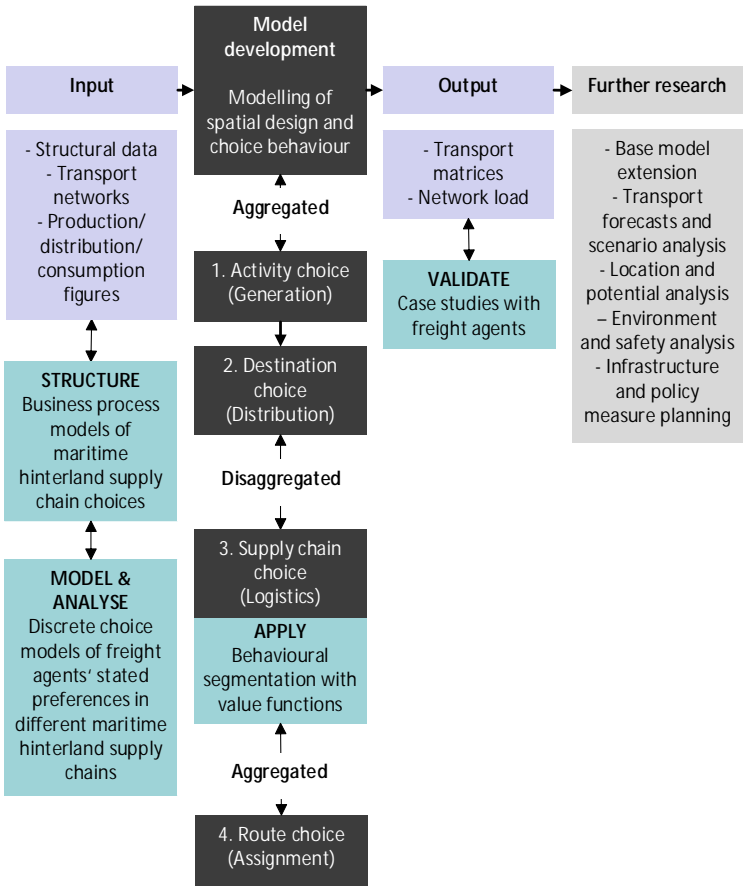 Input
- Structural data
- Transport
networks
- Production/
distribution/
consumption
figures
STRUCTURE
Business process
models of
maritime
hinterland supply
chain choices
MODEL &
ANALYSE
Discrete choice
models of freight
agents‘ stated
preferences in
different maritime
hinterland supply
chains
Model
development
Modelling of
spatial design and
choice behaviour
Aggregated
1. Activity choice
(Generation)
2. Destination
choice
(Distribution)
Disaggregated
3. Supply chain
choice
(Logistics)
APPLY
Behavioural
segmentation with
value functions
Aggregated
4. Route choice
(Assignment)
Output
- Transport
matrices
- Network load
VALIDATE
Case studies with
freight agents
Further research
- Base model
extension
- Transport
forecasts and
scenario analysis
- Location and
potential analysis
– Environment
and safety analysis
- Infrastructure
and policy
measure planning